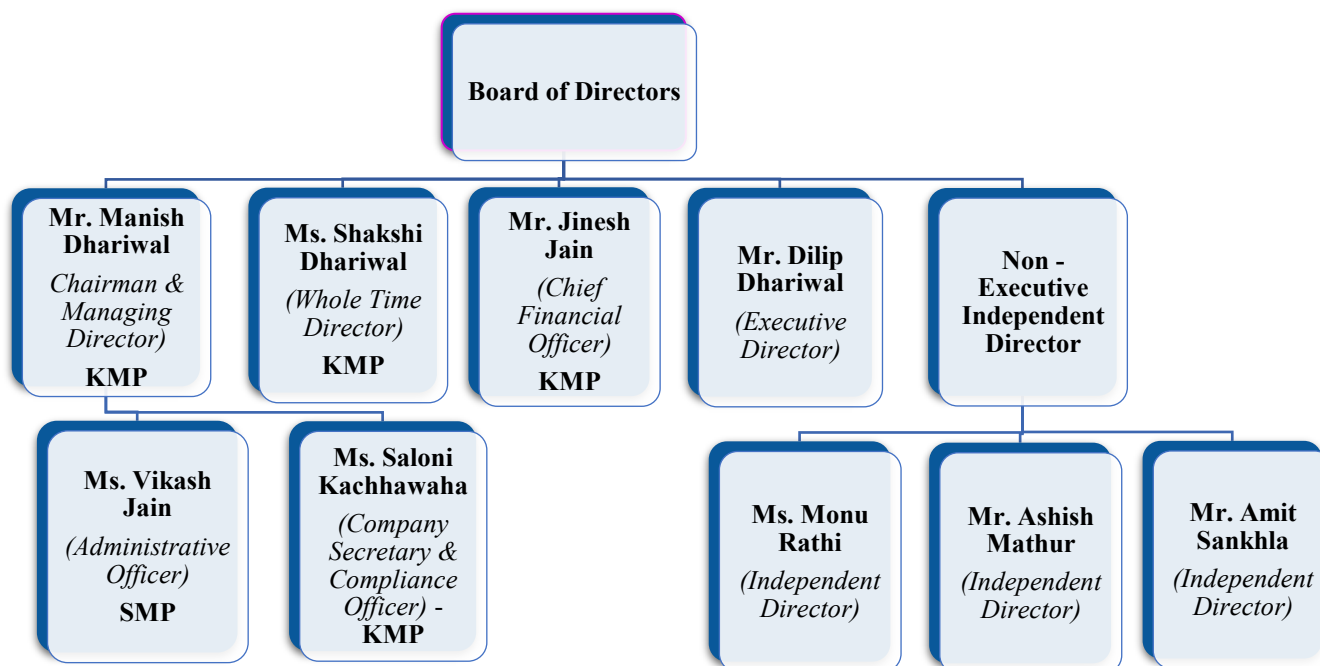 Board of Directors
Mr. Manish
Dhariwal
Chairman &
Managing
Director)
KMP
Ms. Shakshi
Dhariwal
(Whole Time
Director)
KMP
Mr. Jinesh
Jain
(Chief
Financial
Officer)
KMP
Mr. Dilip
Dhariwal
(Executive
Director)
Non -
Executive
Independent
Director
Ms. Vikash
Jain
(Administrative
Officer)
SMP
Ms. Saloni
Kachhawaha
(Company
Secretary &
Compliance
Officer) -
KMP
Ms. Monu
Rathi
(Independent
Director)
Mr. Ashish
Mathur
(Independent
Director)
Mr. Amit
Sankhla
(Independent
Director)